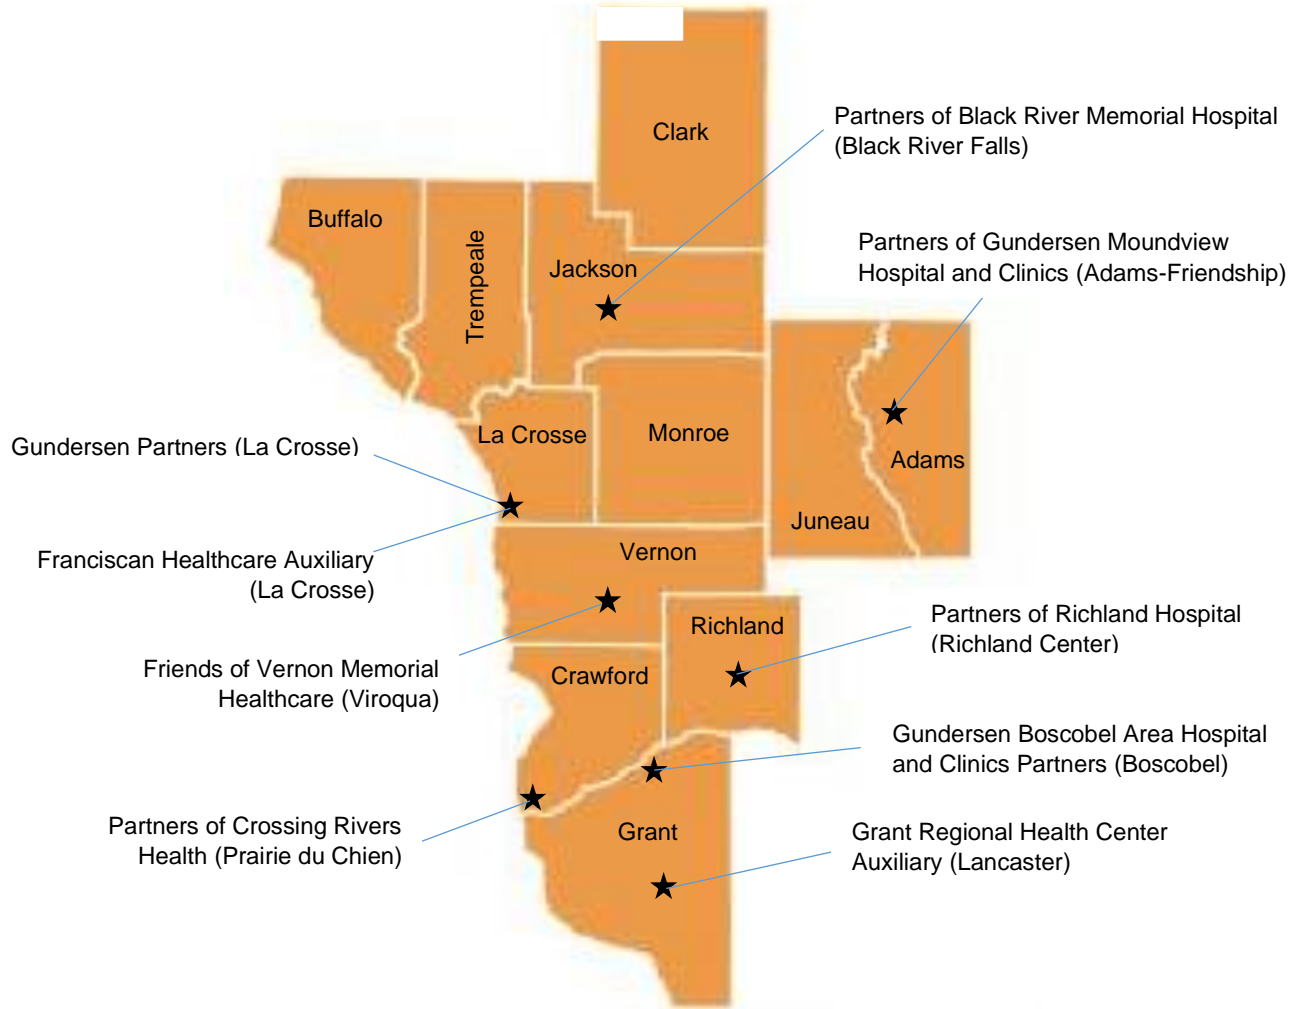 Clark
Partners of Black River Memorial Hospital
(Black River Falls)
Buffalo
Trempeale
Jackson
Partners of Gundersen Moundview
Hospital and Clinics (Adams-Friendship)
Gundersen Partners (La Crosse)
La Crosse
Monroe
Adams
Juneau
Franciscan Healthcare Auxiliary
(La Crosse)
Vernon
Richland
Partners of Richland Hospital
(Richland Center)
Friends of Vernon Memorial
Healthcare (Viroqua)
Crawford
Gundersen Boscobel Area Hospital
and Clinics Partners (Boscobel)
Partners of Crossing Rivers
Health (Prairie du Chien)
Grant
Grant Regional Health Center
Auxiliary (Lancaster)